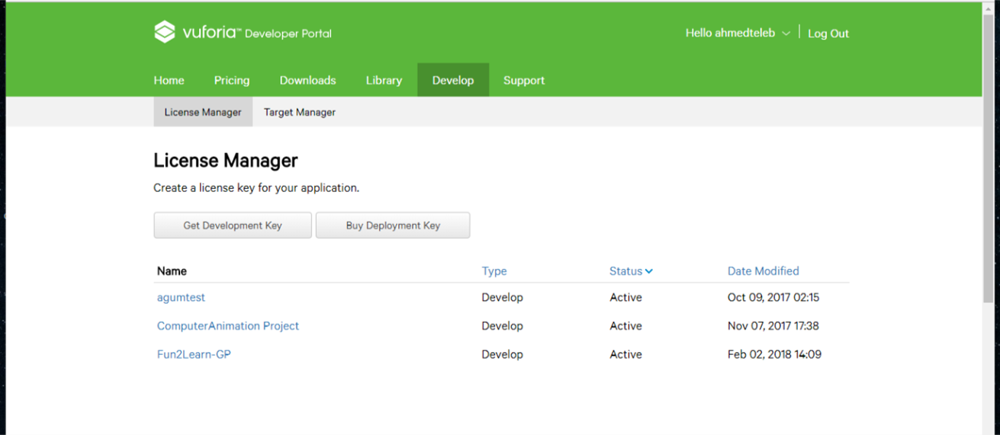 vuforia™ Developer Portal
Hello ahmedteleb Log Out
Home Pricing Downloads Library Develop Support
License Manager Target Manager
License Manager
Create a license key for your application.
Get Development Key Buy Deployment Key
Name Type Status Date Modified
agumtest Develop Active Oct 09, 2017 02:15
ComputerAnimation Project Develop Active Nov 07, 2017 17:38
Fun2Learn-GP Develop Active Feb 02, 2018 14:09